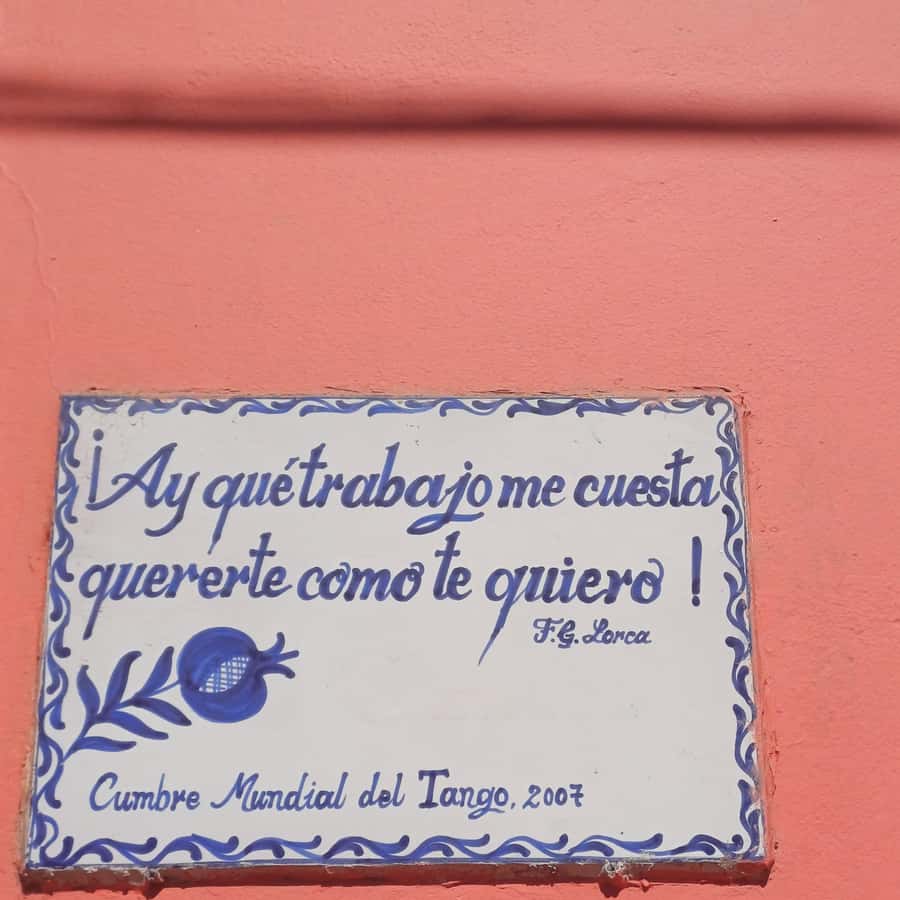 ¡Ay qué trabajo me cuesta
quererte como te quiero!
F.G. Lorca
Cumbre Mundial del Tango, 2007